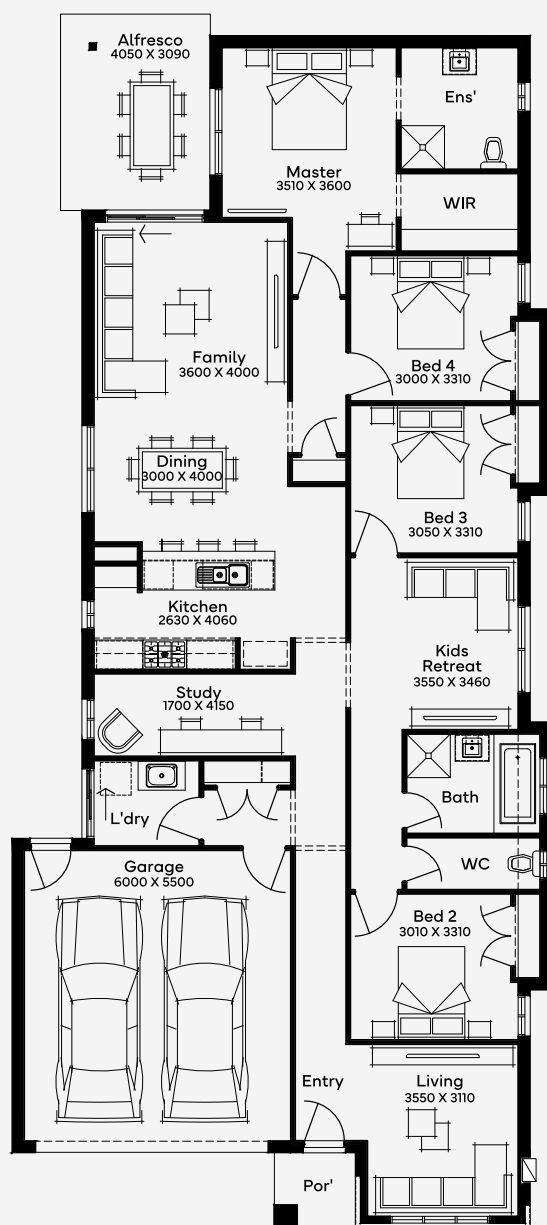 Alfresco
4050 X 3090
Ens'
Master
3510 X 3600
WIR
Family
3600 X 4000
Bed 4
3000 X 3310
Dining
3000 X 4000
Bed 3
3050 X 3310
Kitchen
2630 X 4060
Kids
Retreat
3550 X 3460
Study
1700 X 4150
Bath
L'dry
Garage
6000 X 5500
WC
Bed 2
3010 X 3310
Entry
Living
3550 X 3110
Por'